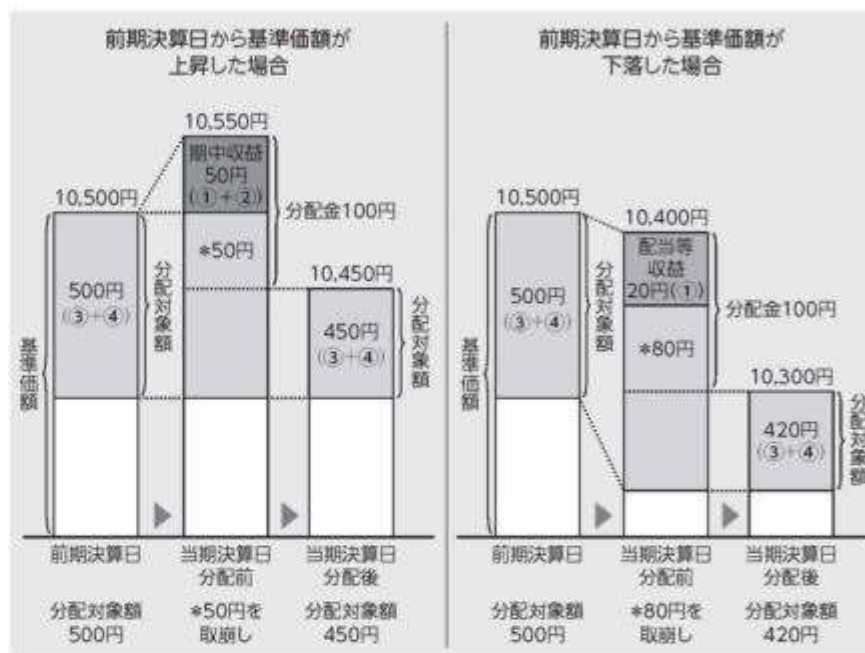 前期決算日から基準価額が
上昇した場合
10,550円
期中収益
50円
(①+②)
10,500円
分配金100円
*50円
10,450円
500円
(③+④)
分配対象額
450円
(③+④)
分配対象額
基準価額
前期決算日
当期決算日
分配前
当期決算日
分配後
分配対象額
500円
*50円を
取崩し
分配対象額
450円
前期決算日から基準価額が
下落した場合
10,500円
10,400円
配当等
収益
20円(①)
分配金100円
500円
(③+④)
分配対象額
*80円
10,300円
420円
(③+④)
分配対象額
基準価額
前期決算日
当期決算日
分配前
当期決算日
分配後
分配対象額
500円
*80円を
取崩し
分配対象額
420円